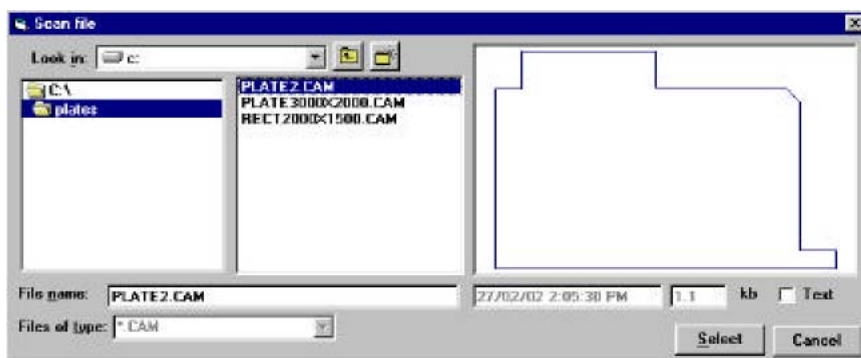 Scan file
Look in: c:
C:\
plates
PLATE2.CAM
PLATE3000X2000.CAM
RECT2000X1500.CAM
File name: PLATE2.CAM
27/02/02 2:05:30 PM 1.1 kb Text
Files of type: *.CAM
Select Cancel